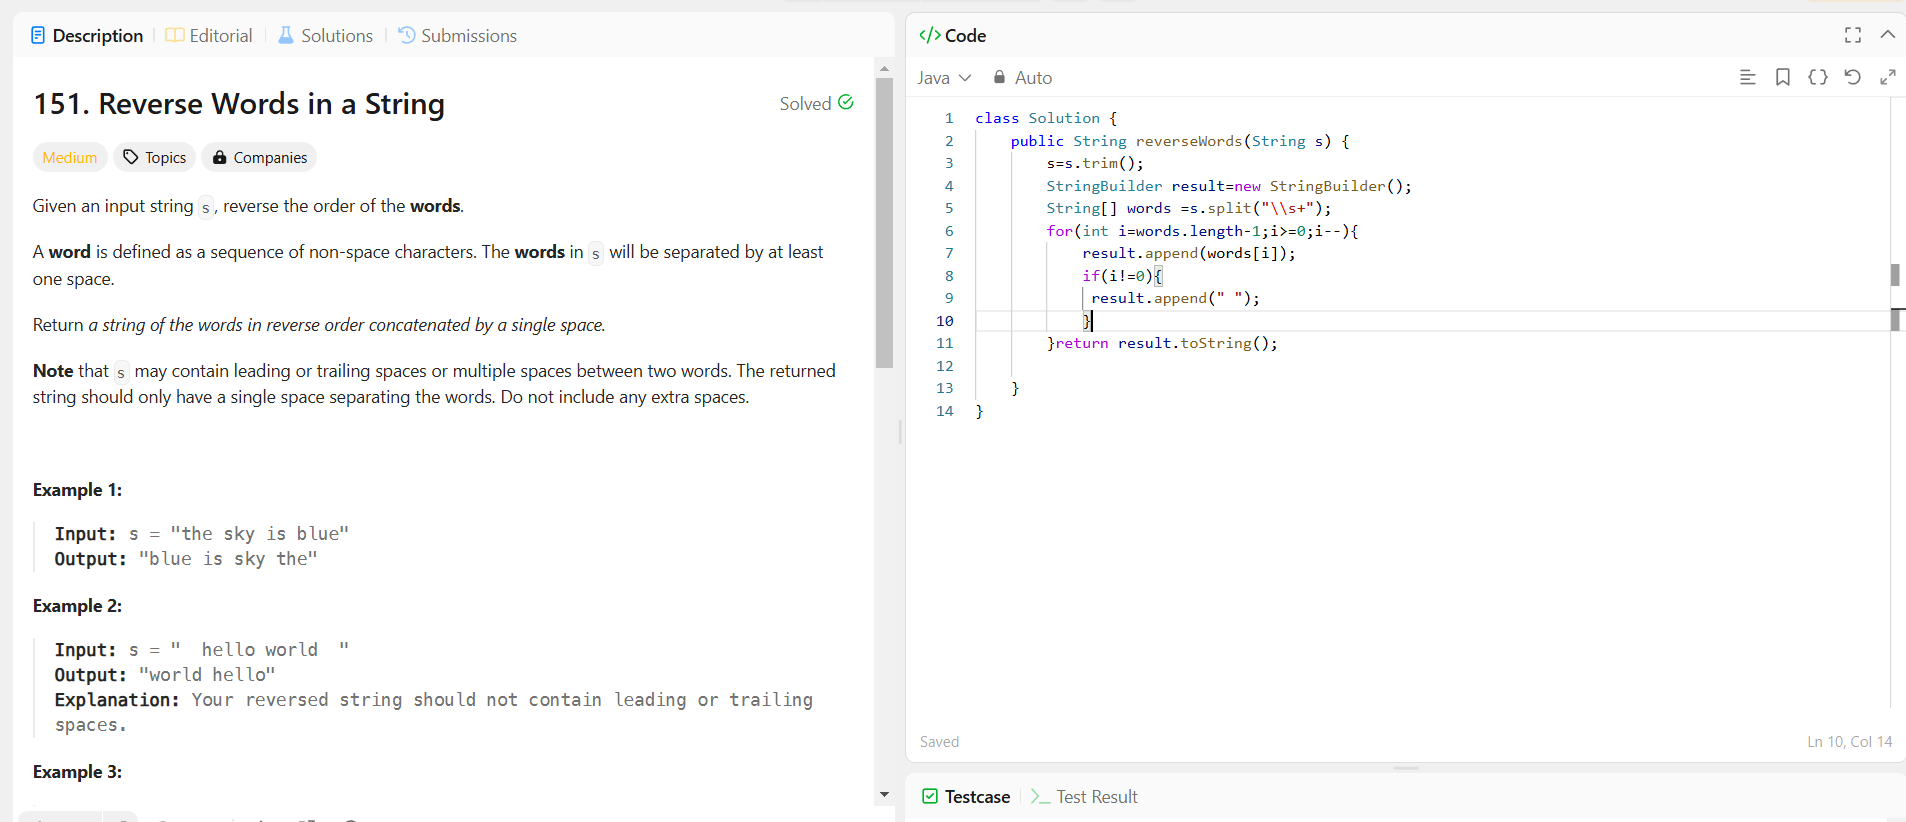 Description Editorial Solutions Submissions
151. Reverse Words in a String
Solved
Medium Topics Companies
Given an input string s, reverse the order of the words.
A word is defined as a sequence of non-space characters. The words in s will be separated by at least
one space.
Return a string of the words in reverse order concatenated by a single space.
Note that s may contain leading or trailing spaces or multiple spaces between two words. The returned
string should only have a single space separating the words. Do not include any extra spaces.
Example 1:
Input: s = "the sky is blue"
Output: "blue is sky the"
Example 2:
Input: s = "  hello world  "
Output: "world hello"
Explanation: Your reversed string should not contain leading or trailing
spaces.
Example 3:
</> Code
Java Auto
1 class Solution {
2     public String reverseWords(String s) {
3         s=s.trim();
4         StringBuilder result=new StringBuilder();
5         String[] words =s.split("\\s+");
6         for(int i=words.length-1;i>=0;i--){
7             result.append(words[i]);
8             if(i!=0){
9              result.append(" ");
10             }
11         }return result.toString();
12
13     }
14 }
Saved
Ln 10, Col 14
Testcase >_ Test Result